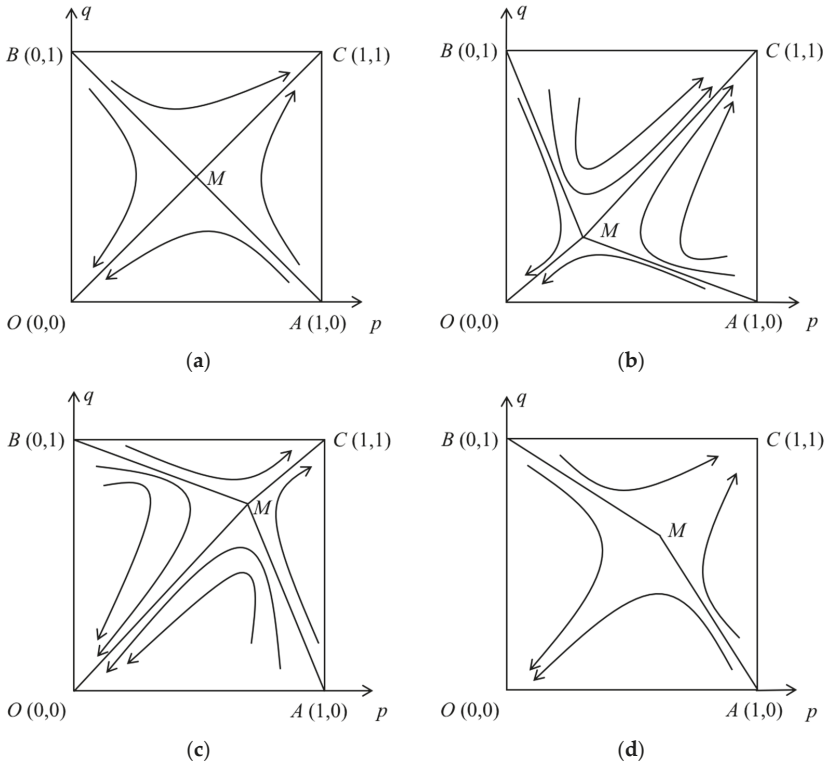 q q
B (0,1) C (1,1) B (0,1) C (1,1)
M
M
O (0,0) A (1,0) p O (0,0) A (1,0) p
(a) (b)
q q
B (0,1) C (1,1) B (0,1) C (1,1)
M M
O (0,0) A (1,0) p O (0,0) A (1,0) p
(c) (d)